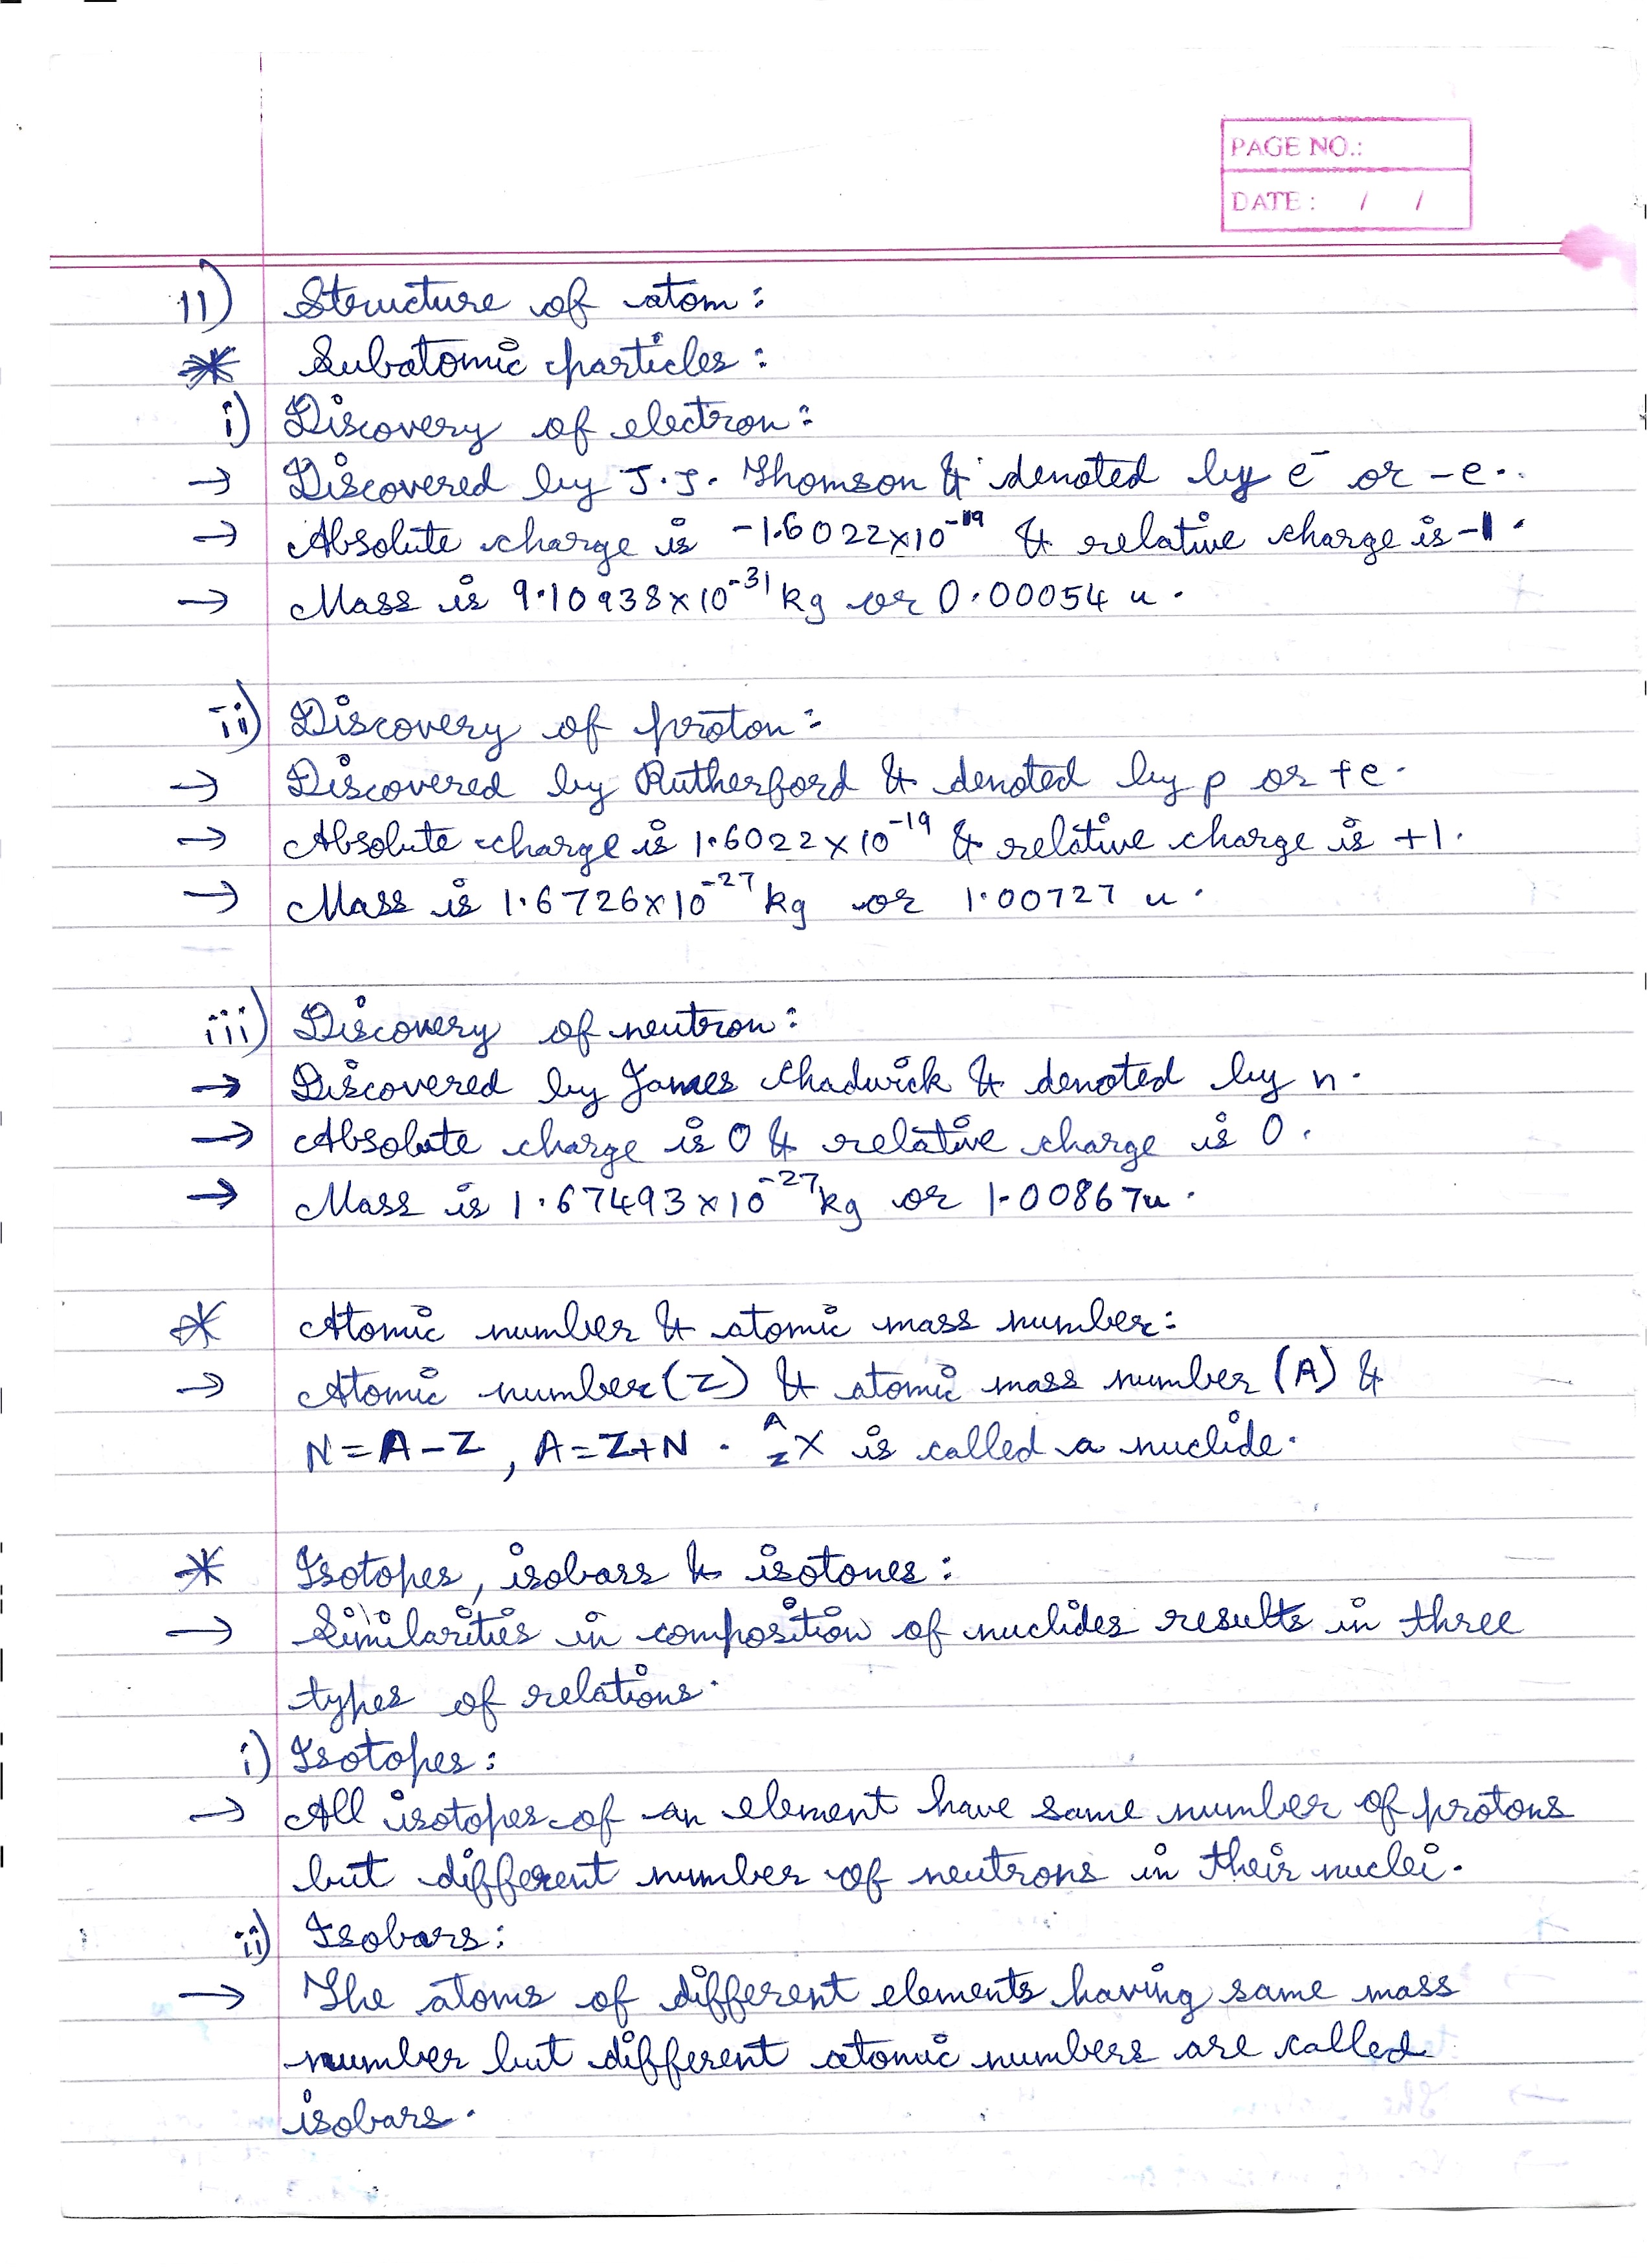 PAGE NO.:
DATE: / /
11) Structure of atom:
* Subatomic particles:
i) Discovery of electron:
→ Discovered by J.J. Thomson & denoted by e⁻ or -e.
→ Absolute charge is -1.6022×10⁻¹⁹ & relative charge is -1.
→ Mass is 9.10938×10⁻³¹ kg or 0.00054 u.
ii) Discovery of proton:
→ Discovered by Rutherford & denoted by p or +e.
→ Absolute charge is 1.6022×10⁻¹⁹ & relative charge is +1.
→ Mass is 1.6726×10⁻²⁷ kg or 1.00727 u.
iii) Discovery of neutron:
→ Discovered by James Chadwick & denoted by n.
→ Absolute charge is 0 & relative charge is 0.
→ Mass is 1.67493×10⁻²⁷ kg or 1.00867u.
* Atomic number & atomic mass number:
→ Atomic number (Z) & atomic mass number (A) &
N=A-Z, A=Z+N. ᴬ_Z X is called a nuclide.
* Isotopes, isobars & isotones:
→ Similarities in composition of nuclides results in three
types of relations.
i) Isotopes:
→ All isotopes of an element have same number of protons
but different number of neutrons in their nuclei.
ii) Isobars:
→ The atoms of different elements having same mass
number but different atomic numbers are called
isobars.